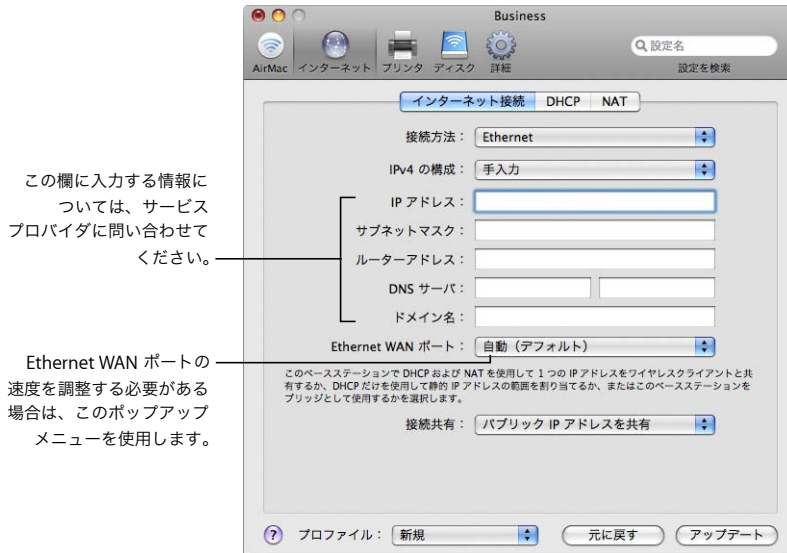 Business
設定名
AirMac インターネット プリンタ ディスク 詳細
設定を検索
インターネット接続 DHCP NAT
接続方法： Ethernet
IPv4 の構成： 手入力
この欄に入力する情報に
ついては、サービス
プロバイダに問い合わせて
ください。
IP アドレス：
サブネットマスク：
ルーターアドレス：
DNS サーバ：
ドメイン名：
Ethernet WAN ポート： 自動（デフォルト）
Ethernet WAN ポートの
速度を調整する必要がある
場合は、このポップアップ
メニューを使用します。
このベースステーションで DHCP および NAT を使用して 1 つの IP アドレスをワイヤレスクライアントと共
有するか、DHCP だけを使用して静的 IP アドレスの範囲を割り当てるか、またはこのベースステーションを
ブリッジとして使用するかを選択します。
接続共有： パブリック IP アドレスを共有
? プロファイル： 新規 元に戻す アップデート